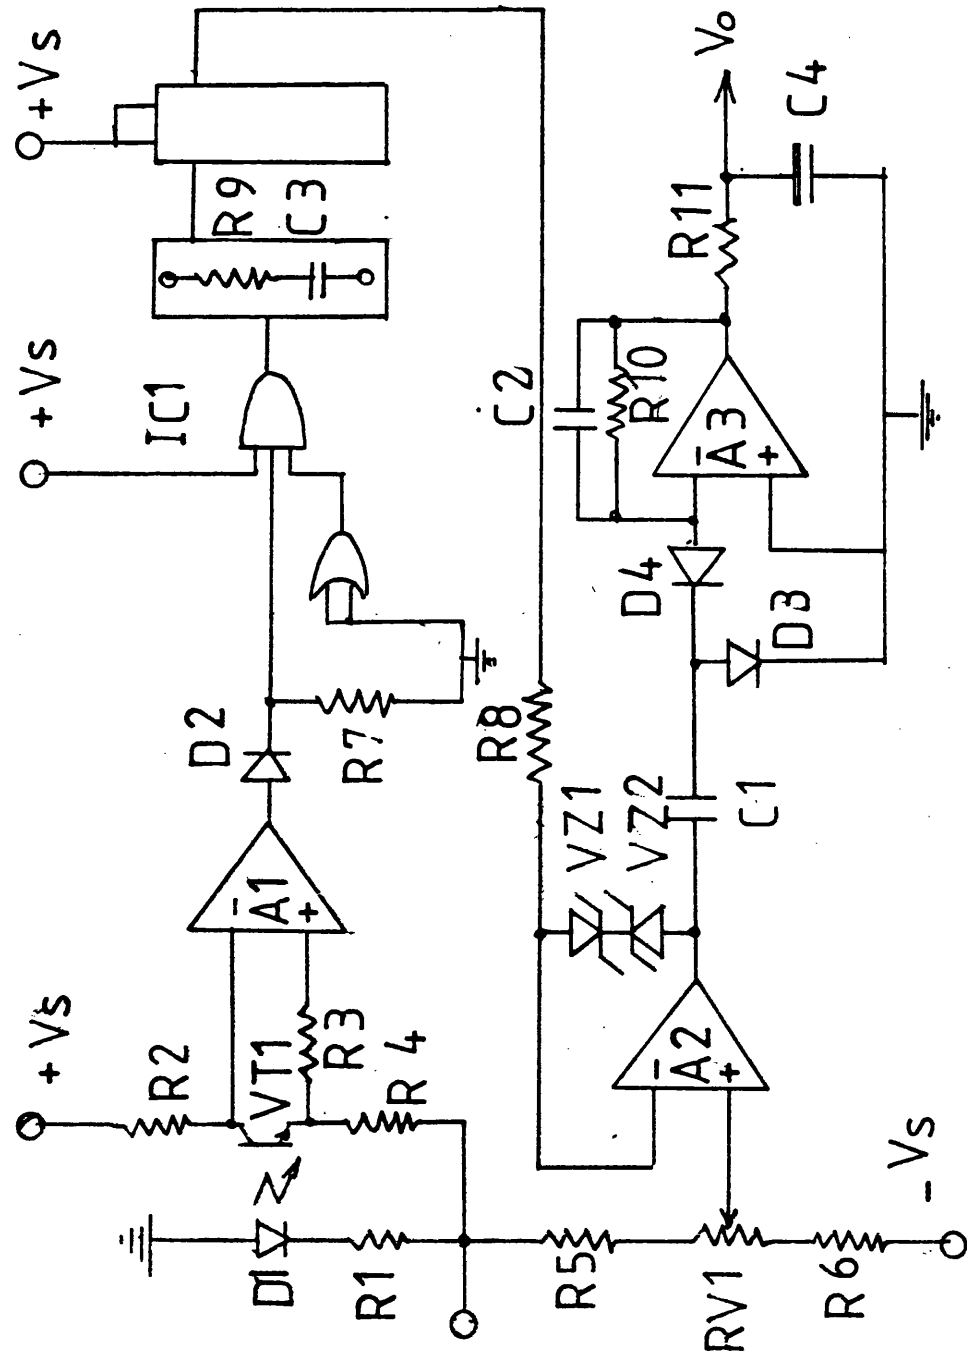 +Vs +Vs +Vs
R2 D2 IC1
R9
D1 VT1 − A1 + C3
R1 R3 R7
R4
R8 C2
R5 VZ1
VZ2 D4 R10 R11
RV1 − A2 + C1 − A3 + Vo
D3 C4
R6
−Vs